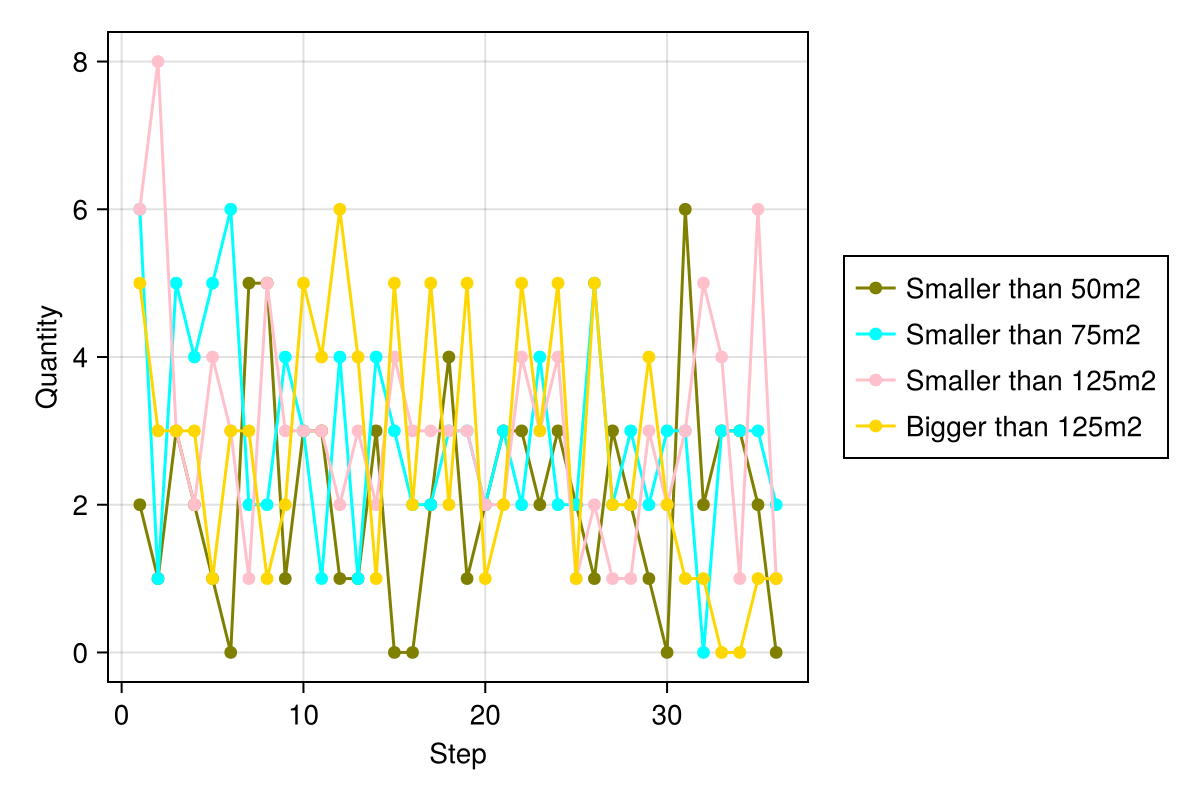 8
6
4
2
0
Quantity
0 10 20 30
Step
Smaller than 50m2
Smaller than 75m2
Smaller than 125m2
Bigger than 125m2